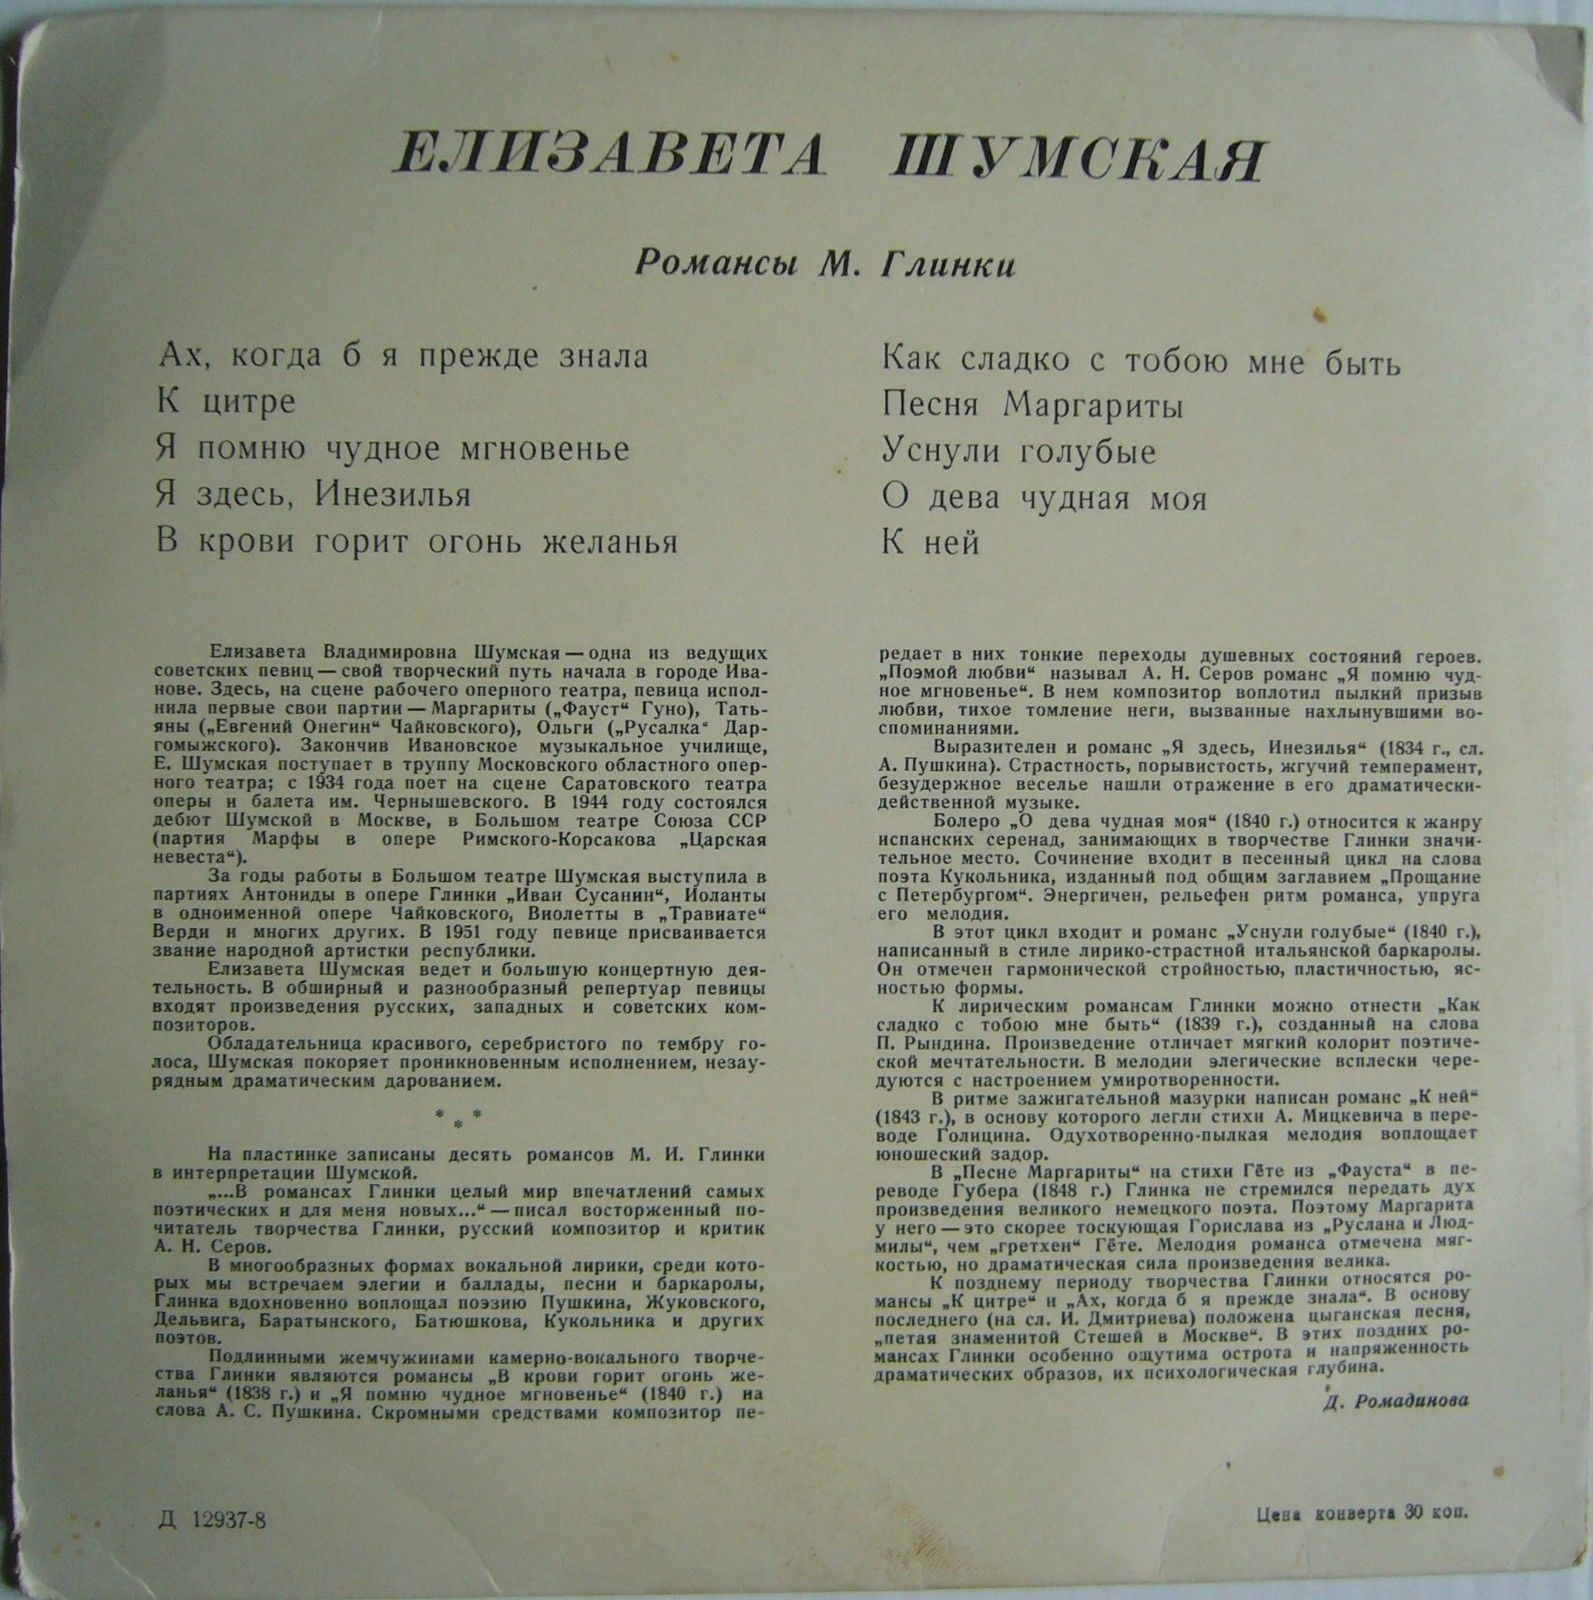 ЕЛИЗАВЕТА ШУМСКАЯ
Романсы М. Глинки
Ах, когда б я прежде знала
К цитре
Я помню чудное мгновенье
Я здесь, Инезилья
В крови горит огонь желанья
Как сладко с тобою мне быть
Песня Маргариты
Уснули голубые
О дева чудная моя
К ней
Елизавета Владимировна Шумская — одна из ведущих
советских певиц — свой творческий путь начала в городе Ива-
нове. Здесь, на сцене рабочего оперного театра, певица испол-
нила первые свои партии — Маргариты („Фауст“ Гуно), Тать-
яны („Евгений Онегин“ Чайковского), Ольги („Русалка“ Дар-
гомыжского). Закончив Ивановское музыкальное училище,
Е. Шумская поступает в труппу Московского областного опер-
ного театра; с 1934 года поет на сцене Саратовского театра
оперы и балета им. Чернышевского. В 1944 году состоялся
дебют Шумской в Москве, в Большом театре Союза ССР
(партия Марфы в опере Римского-Корсакова „Царская
невеста“).
За годы работы в Большом театре Шумская выступила в
партиях Антониды в опере Глинки „Иван Сусанин“, Иоланты
в одноименной опере Чайковского, Виолетты в „Травиате“
Верди и многих других. В 1951 году певице присваивается
звание народной артистки республики.
Елизавета Шумская ведет и большую концертную дея-
тельность. В обширный и разнообразный репертуар певицы
входят произведения русских, западных и советских ком-
позиторов.
Обладательница красивого, серебристого по тембру го-
лоса, Шумская покоряет проникновенным исполнением, незау-
рядным драматическим дарованием.
* * *
На пластинке записаны десять романсов М. И. Глинки
в интерпретации Шумской.
„...В романсах Глинки целый мир впечатлений самых
поэтических и для меня новых...“ — писал восторженный по-
читатель творчества Глинки, русский композитор и критик
А. Н. Серов.
В многообразных формах вокальной лирики, среди кото-
рых мы встречаем элегии и баллады, песни и баркаролы,
Глинка вдохновенно воплощал поэзию Пушкина, Жуковского,
Дельвига, Баратынского, Батюшкова, Кукольника и других
поэтов.
Подлинными жемчужинами камерно-вокального творче-
ства Глинки являются романсы „В крови горит огонь же-
ланья“ (1838 г.) и „Я помню чудное мгновенье“ (1840 г.) на
слова А. С. Пушкина. Скромными средствами композитор пе-
редает в них тонкие переходы душевных состояний героев.
„Поэмой любви“ называл А. Н. Серов романс „Я помню чуд-
ное мгновенье“. В нем композитор воплотил пылкий призыв
любви, тихое томление неги, вызванные нахлынувшими во-
споминаниями.
Выразителен и романс „Я здесь, Инезилья“ (1834 г., сл.
А. Пушкина). Страстность, порывистость, жгучий темперамент,
безудержное веселье нашли отражение в его драматически-
действенной музыке.
Болеро „О дева чудная моя“ (1840 г.) относится к жанру
испанских серенад, занимающих в творчестве Глинки значи-
тельное место. Сочинение входит в песенный цикл на слова
поэта Кукольника, изданный под общим заглавием „Прощание
с Петербургом“. Энергичен, рельефен ритм романса, упруга
его мелодия.
В этот цикл входит и романс „Уснули голубые“ (1840 г.),
написанный в стиле лирико-страстной итальянской баркаролы.
Он отмечен гармонической стройностью, пластичностью, яс-
ностью формы.
К лирическим романсам Глинки можно отнести „Как
сладко с тобою мне быть“ (1839 г.), созданный на слова
П. Рындина. Произведение отличает мягкий колорит поэтиче-
ской мечтательности. В мелодии элегические всплески чере-
дуются с настроением умиротворенности.
В ритме зажигательной мазурки написан романс „К ней“
(1843 г.), в основу которого легли стихи А. Мицкевича в пере-
воде Голицина. Одухотворенно-пылкая мелодия воплощает
юношеский задор.
В „Песне Маргариты“ на стихи Гёте из „Фауста“ в пе-
реводе Губера (1848 г.) Глинка не стремился передать дух
произведения великого немецкого поэта. Поэтому Маргарита
у него — это скорее тоскующая Горислава из „Руслана и Люд-
милы“, чем „гретхен“ Гёте. Мелодия романса отмечена мяг-
костью, но драматическая сила произведения велика.
К позднему периоду творчества Глинки относятся ро-
мансы „К цитре“ и „Ах, когда б я прежде знала“. В основу
последнего (на сл. И. Дмитриева) положена цыганская песня,
„петая знаменитой Стешей в Москве“. В этих поздних ро-
мансах Глинки особенно ощутима острота и напряженность
драматических образов, их психологическая глубина.
Д. Ромадинова
Д 12937-8
Цена конверта 30 коп.